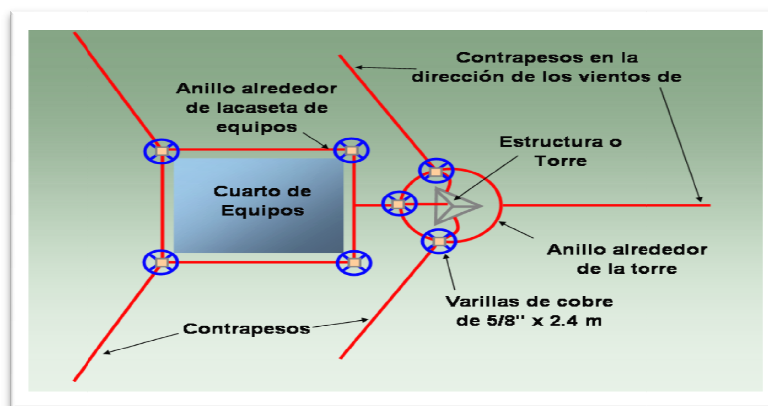 Contrapesos en la
dirección de los vientos de
Anillo alrededor
de lacaseta de
equipos
Estructura o
Torre
Cuarto de
Equipos
Anillo alrededor
de la torre
Varillas de cobre
de 5/8" x 2.4 m
Contrapesos